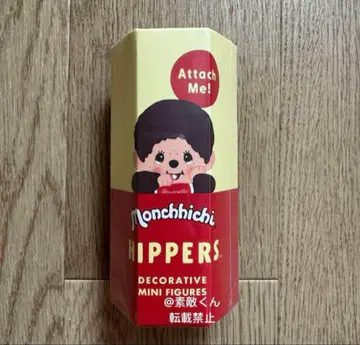 Attach
Me!
Monchhichi
HIPPERS
DECORATIVE
MINI FIGURES
@素敵くん
転載禁止